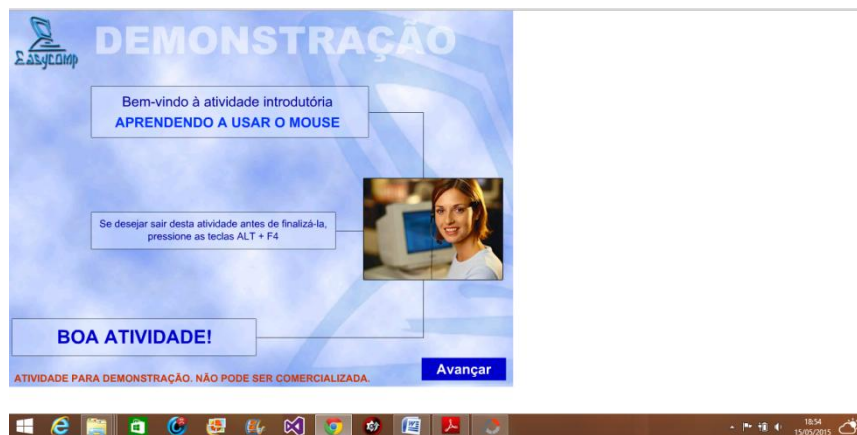 Easycomp
DEMONSTRAÇÃO
Bem-vindo à atividade introdutória
APRENDENDO A USAR O MOUSE
Se desejar sair desta atividade antes de finalizá-la,
pressione as teclas ALT + F4
BOA ATIVIDADE!
Avançar
ATIVIDADE PARA DEMONSTRAÇÃO. NÃO PODE SER COMERCIALIZADA.
18:54
15/05/2015